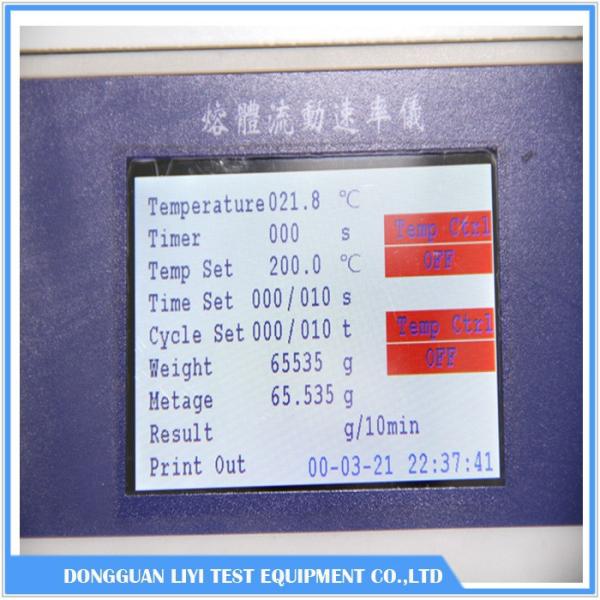 熔體流動速率儀
Temperature 021.8 ℃
Timer 000 s
Temp Ctrl
OFF
Temp Set 200.0 ℃
Time Set 000/010 s
Cycle Set 000/010 t
Temp Ctrl
OFF
Weight 65535 g
Metage 65.535 g
Result g/10min
Print Out 00-03-21 22:37:41
DONGGUAN LIYI TEST EQUIPMENT CO.,LTD